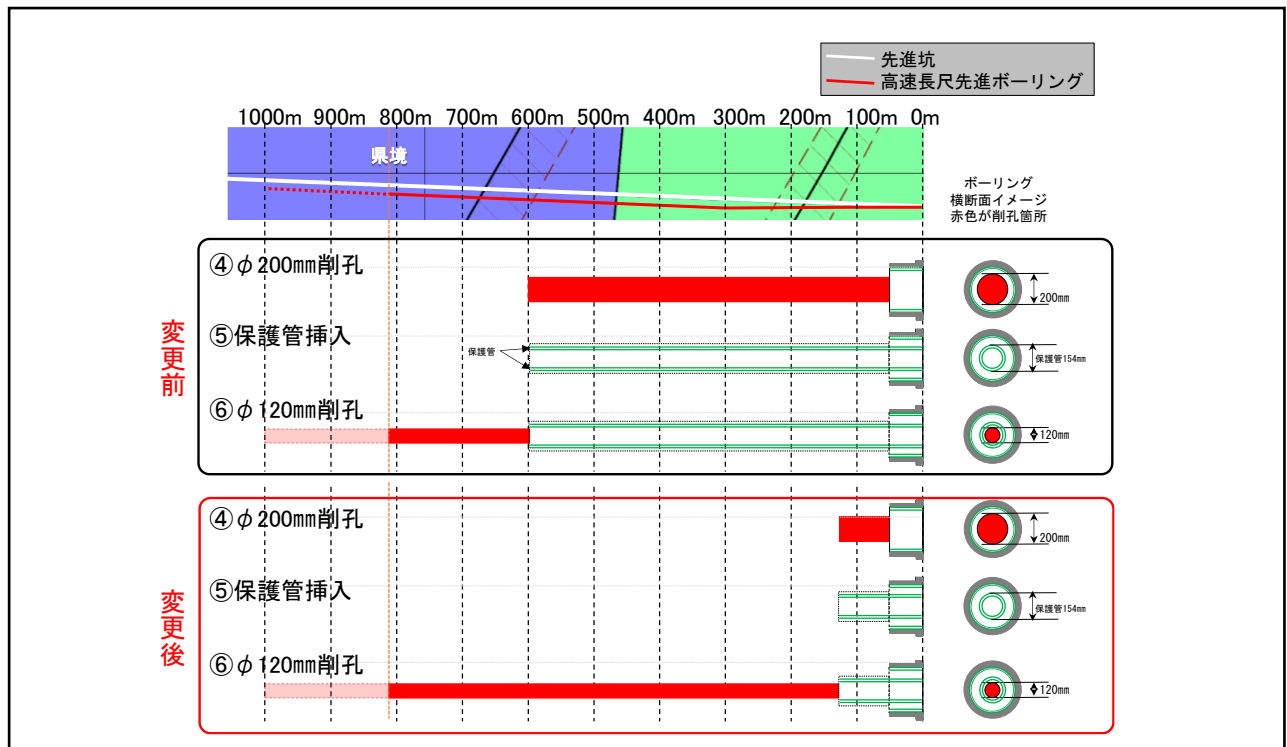 先進坑
高速長尺先進ボーリング
1000m 900m 800m 700m 600m 500m 400m 300m 200m 100m 0m
県境
ボーリング
横断面イメージ
赤色が削孔箇所
変更前
④φ200㎜削孔
200㎜
⑤保護管挿入
保護管
保護管154㎜
⑥φ120㎜削孔
120㎜
変更後
④φ200㎜削孔
200㎜
⑤保護管挿入
保護管154㎜
⑥φ120㎜削孔
120㎜